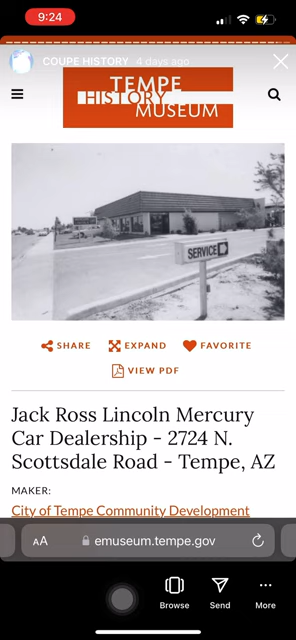 9:24
COUPE HISTORY 4 days ago
TEMPE
HISTORY
MUSEUM
SERVICE
SHARE EXPAND FAVORITE
VIEW PDF
Jack Ross Lincoln Mercury
Car Dealership - 2724 N.
Scottsdale Road - Tempe, AZ
MAKER:
City of Tempe Community Development
AA emuseum.tempe.gov
Browse Send More